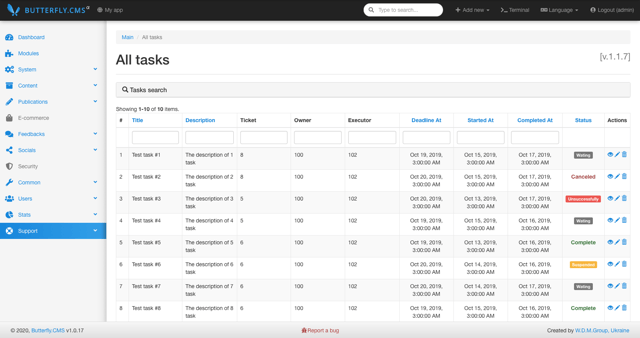 BUTTERFLY.CMS
My app
Type to search...
Add new
Terminal
Language
Logout (admin)
Dashboard
Modules
System
Content
Publications
E-commerce
Feedbacks
Socials
Security
Common
Users
Stats
Support
Main / All tasks
All tasks
[v.1.1.7]
Tasks search
Showing 1-10 of 10 items.
# Title Description Ticket Owner Executor Deadline At Started At Completed At Status Actions
1 Test task #1 The description of 1 task 8 100 102 Oct 19, 2019, 3:00:00 AM Oct 15, 2019, 3:00:00 AM Oct 17, 2019, 3:00:00 AM Waiting
2 Test task #2 The description of 2 task 8 100 102 Oct 20, 2019, 3:00:00 AM Oct 15, 2019, 3:00:00 AM Oct 17, 2019, 3:00:00 AM Canceled
3 Test task #3 The description of 3 task 5 100 102 Oct 20, 2019, 3:00:00 AM Oct 13, 2019, 3:00:00 AM Oct 17, 2019, 3:00:00 AM Unsuccessfully
4 Test task #4 The description of 4 task 5 100 102 Oct 19, 2019, 3:00:00 AM Oct 15, 2019, 3:00:00 AM Oct 16, 2019, 3:00:00 AM Waiting
5 Test task #5 The description of 5 task 6 100 102 Oct 19, 2019, 3:00:00 AM Oct 13, 2019, 3:00:00 AM Oct 16, 2019, 3:00:00 AM Complete
6 Test task #6 The description of 6 task 6 100 102 Oct 20, 2019, 3:00:00 AM Oct 14, 2019, 3:00:00 AM Oct 16, 2019, 3:00:00 AM
7 Test task #7 The description of 7 task 6 100 102 Oct 20, 2019, 3:00:00 AM Oct 14, 2019, 3:00:00 AM Oct 17, 2019, 3:00:00 AM Waiting
8 Test task #8 The description of 8 task 6 100 102 Oct 19, 2019, 3:00:00 AM Oct 15, 2019, 3:00:00 AM Oct 16, 2019, 3:00:00 AM Complete
© 2020, Butterfly.CMS v1.0.17
Report a bug
Created by W.D.M.Group, Ukraine